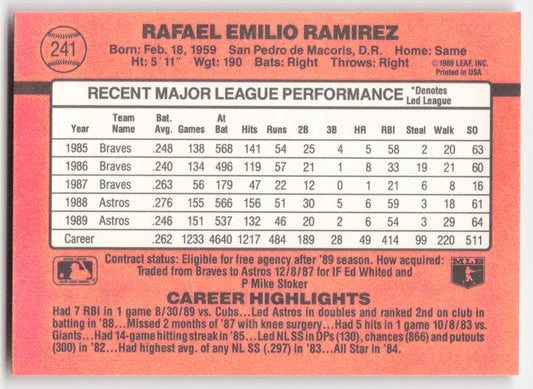 241
RAFAEL EMILIO RAMIREZ
Born: Feb. 18, 1959 San Pedro de Macoris, D.R. Home: Same
Ht: 5' 11" Wgt: 190 Bats: Right Throws: Right
©1989 LEAF, INC.
Printed in USA
RECENT MAJOR LEAGUE PERFORMANCE *Denotes Led League
Year Team Name Bat. Avg. Games At Bat Hits Runs 2B 3B HR RBI Steal Walk SO
1985 Braves .248 138 568 141 54 25 4 5 58 2 20 63
1986 Braves .240 134 496 119 57 21 1 8 33 19 21 60
1987 Braves .263 56 179 47 22 12 0 1 21 6 8 16
1988 Astros .276 155 566 156 51 30 5 6 59 3 18 61
1989 Astros .246 151 537 132 46 20 2 6 54 3 29 64
Career .262 1233 4640 1217 484 189 28 49 414 99 220 511
Contract status: Eligible for free agency after '89 season. How acquired:
Traded from Braves to Astros 12/8/87 for IF Ed Whited and
P Mike Stoker
MLB
CAREER HIGHLIGHTS
Had 7 RBI in 1 game 8/30/89 vs. Cubs...Led Astros in doubles and ranked 2nd on club in
batting in '88...Missed 2 months of '87 with knee surgery...Had 5 hits in 1 game 10/8/83 vs.
Giants...Had 14-game hitting streak in '85...Led NL SS in DPs (130), chances (866) and putouts
(300) in '82...Had highest avg. of any NL SS (.297) in '83...All Star in '84.